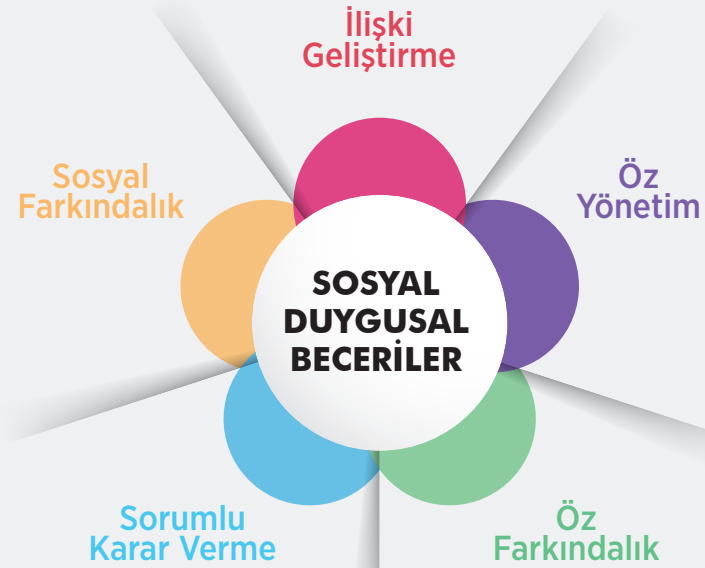 İlişki
Geliştirme
Sosyal
Farkındalık
Öz
Yönetim
SOSYAL
DUYGUSAL
BECERİLER
Sorumlu
Karar Verme
Öz
Farkındalık